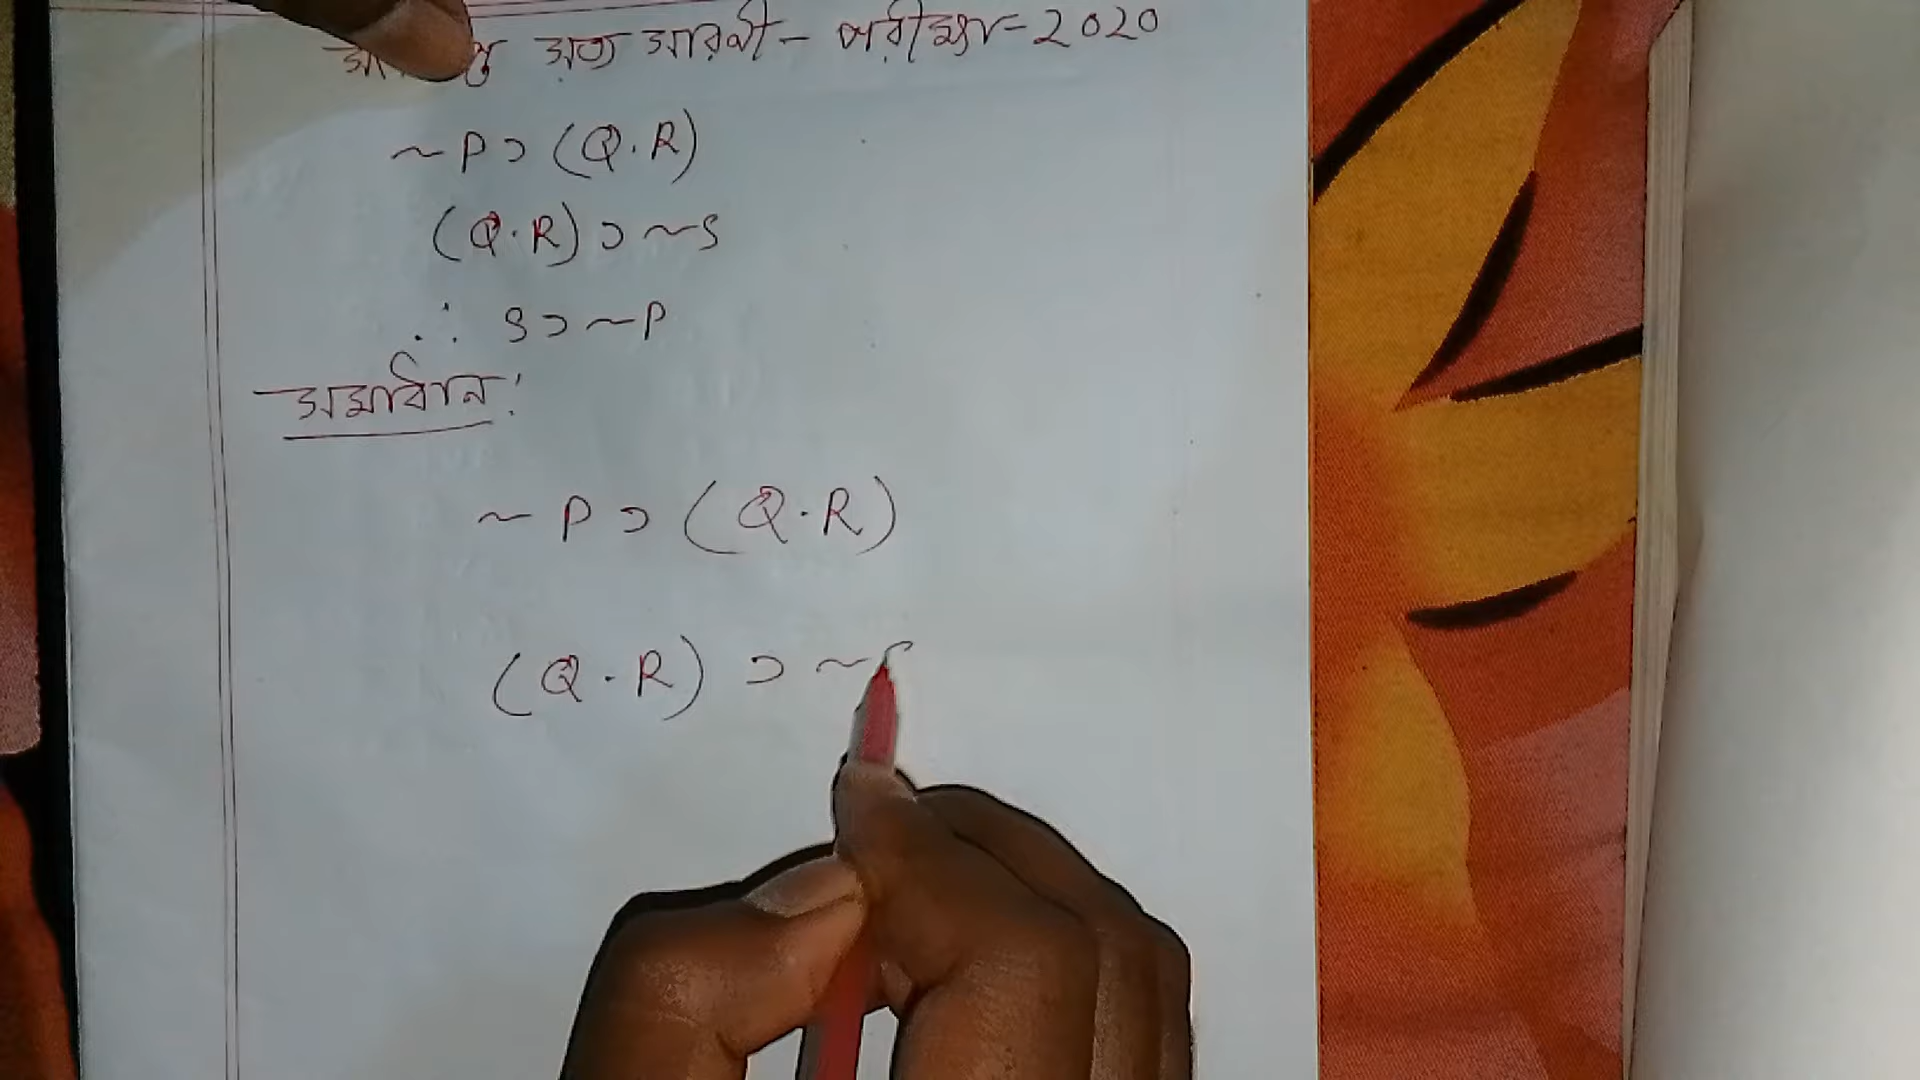 সত্য সারণী - পরীক্ষা - 2020
~P⊃(Q.R)
(Q.R)⊃~S
∴ S⊃~P
সমাধান:
~P⊃(Q.R)
(Q.R)⊃~